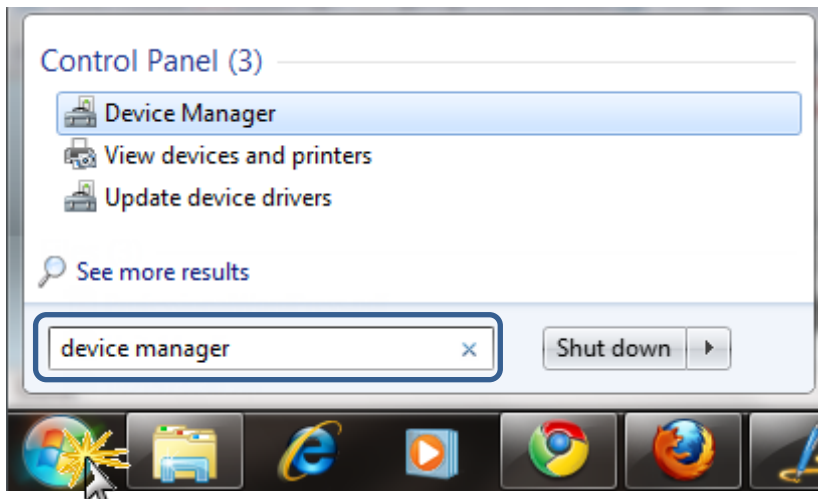 Control Panel (3)
Device Manager
View devices and printers
Update device drivers
See more results
device manager
Shut down